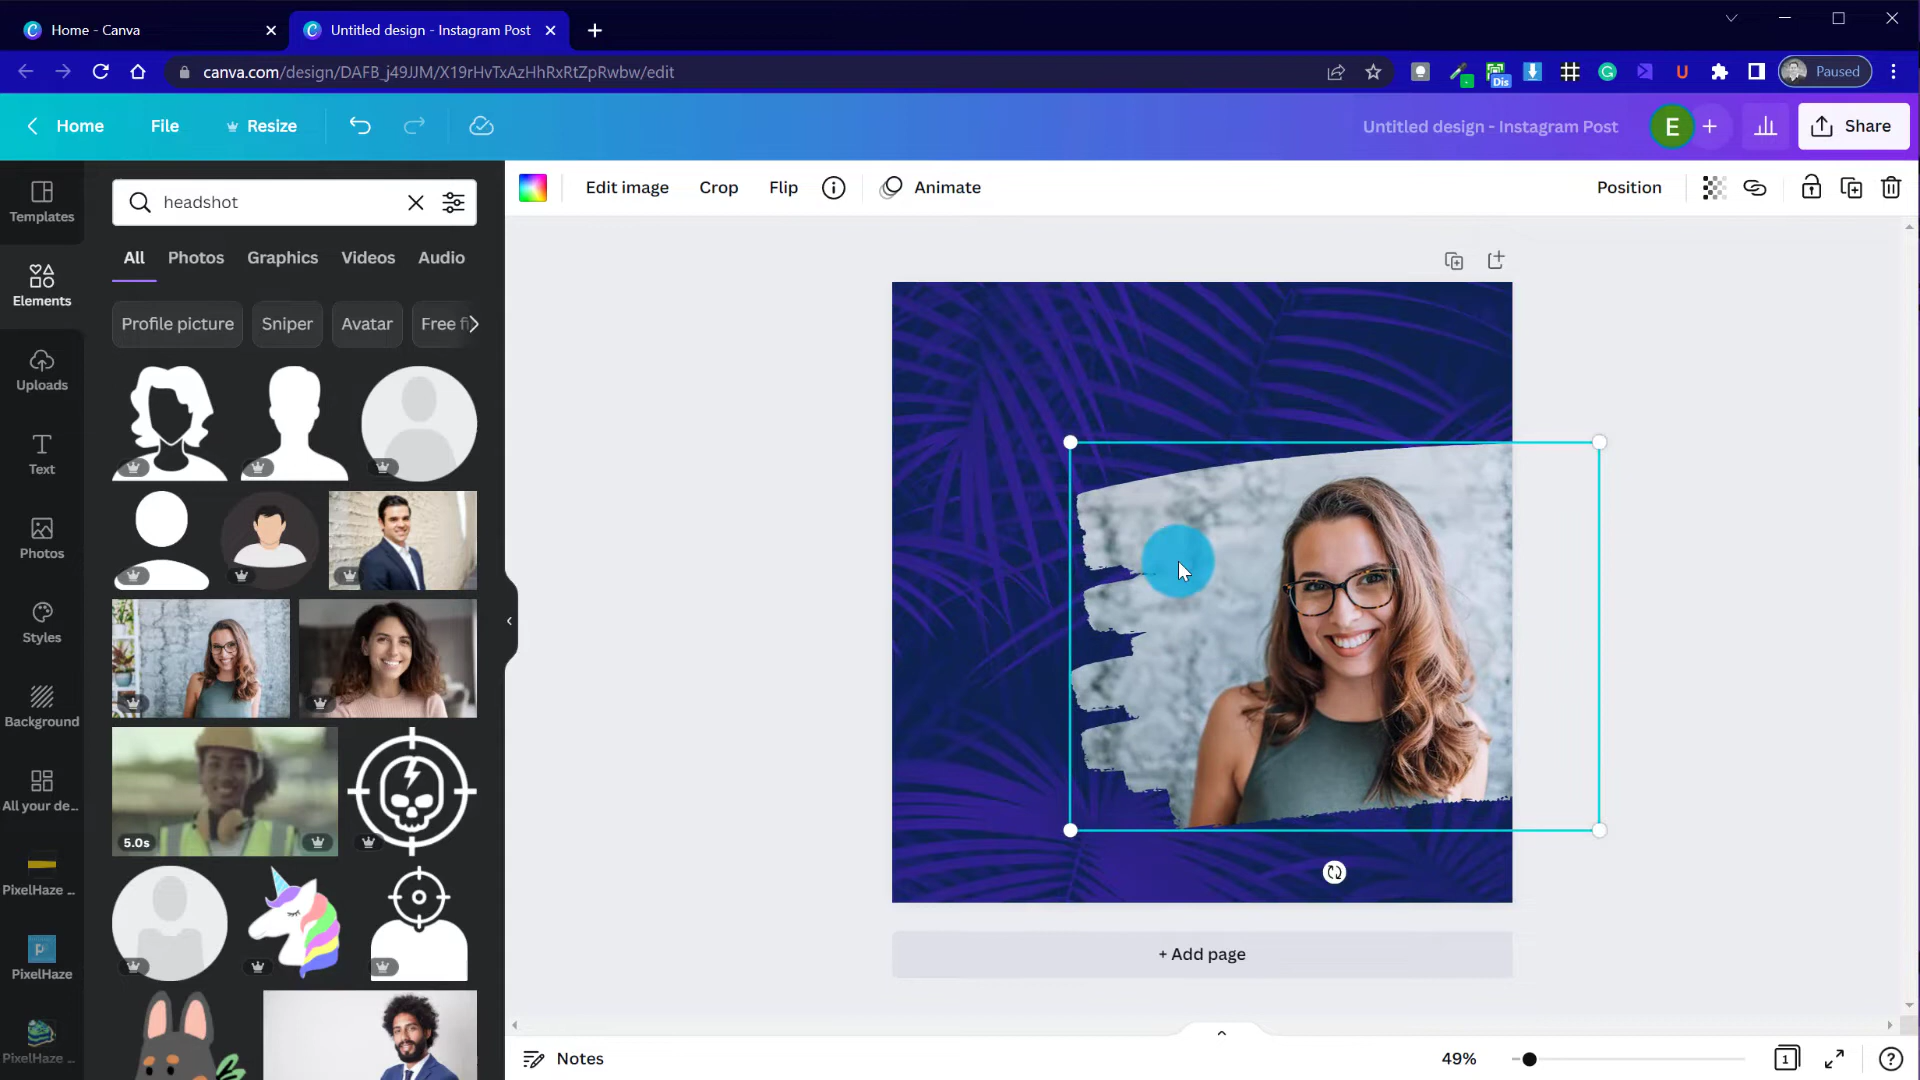 Home - Canva
Untitled design - Instagram Post
canva.com/design/DAFB_j49JJM/X19rHvTxAzHhRxRtZpRwbw/edit
Dis
Paused
Home
File
Resize
Untitled design - Instagram Post
E
Share
Templates
Elements
Uploads
Text
Photos
Styles
Background
All your de...
PixelHaze ...
PixelHaze
PixelHaze ...
headshot
All
Photos
Graphics
Videos
Audio
Profile picture
Sniper
Avatar
Free
5.0s
Edit image
Crop
Flip
Animate
Position
+ Add page
Notes
49%
1